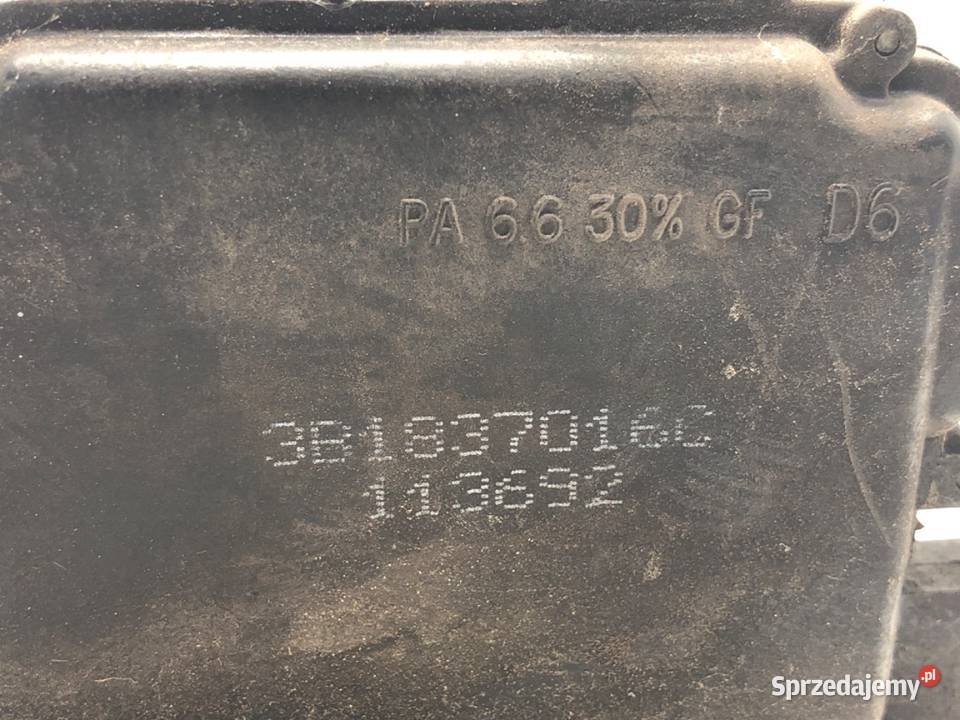 PA 6.6 30% GF D6
3B1837016C
113692
Sprzedajemy.pl